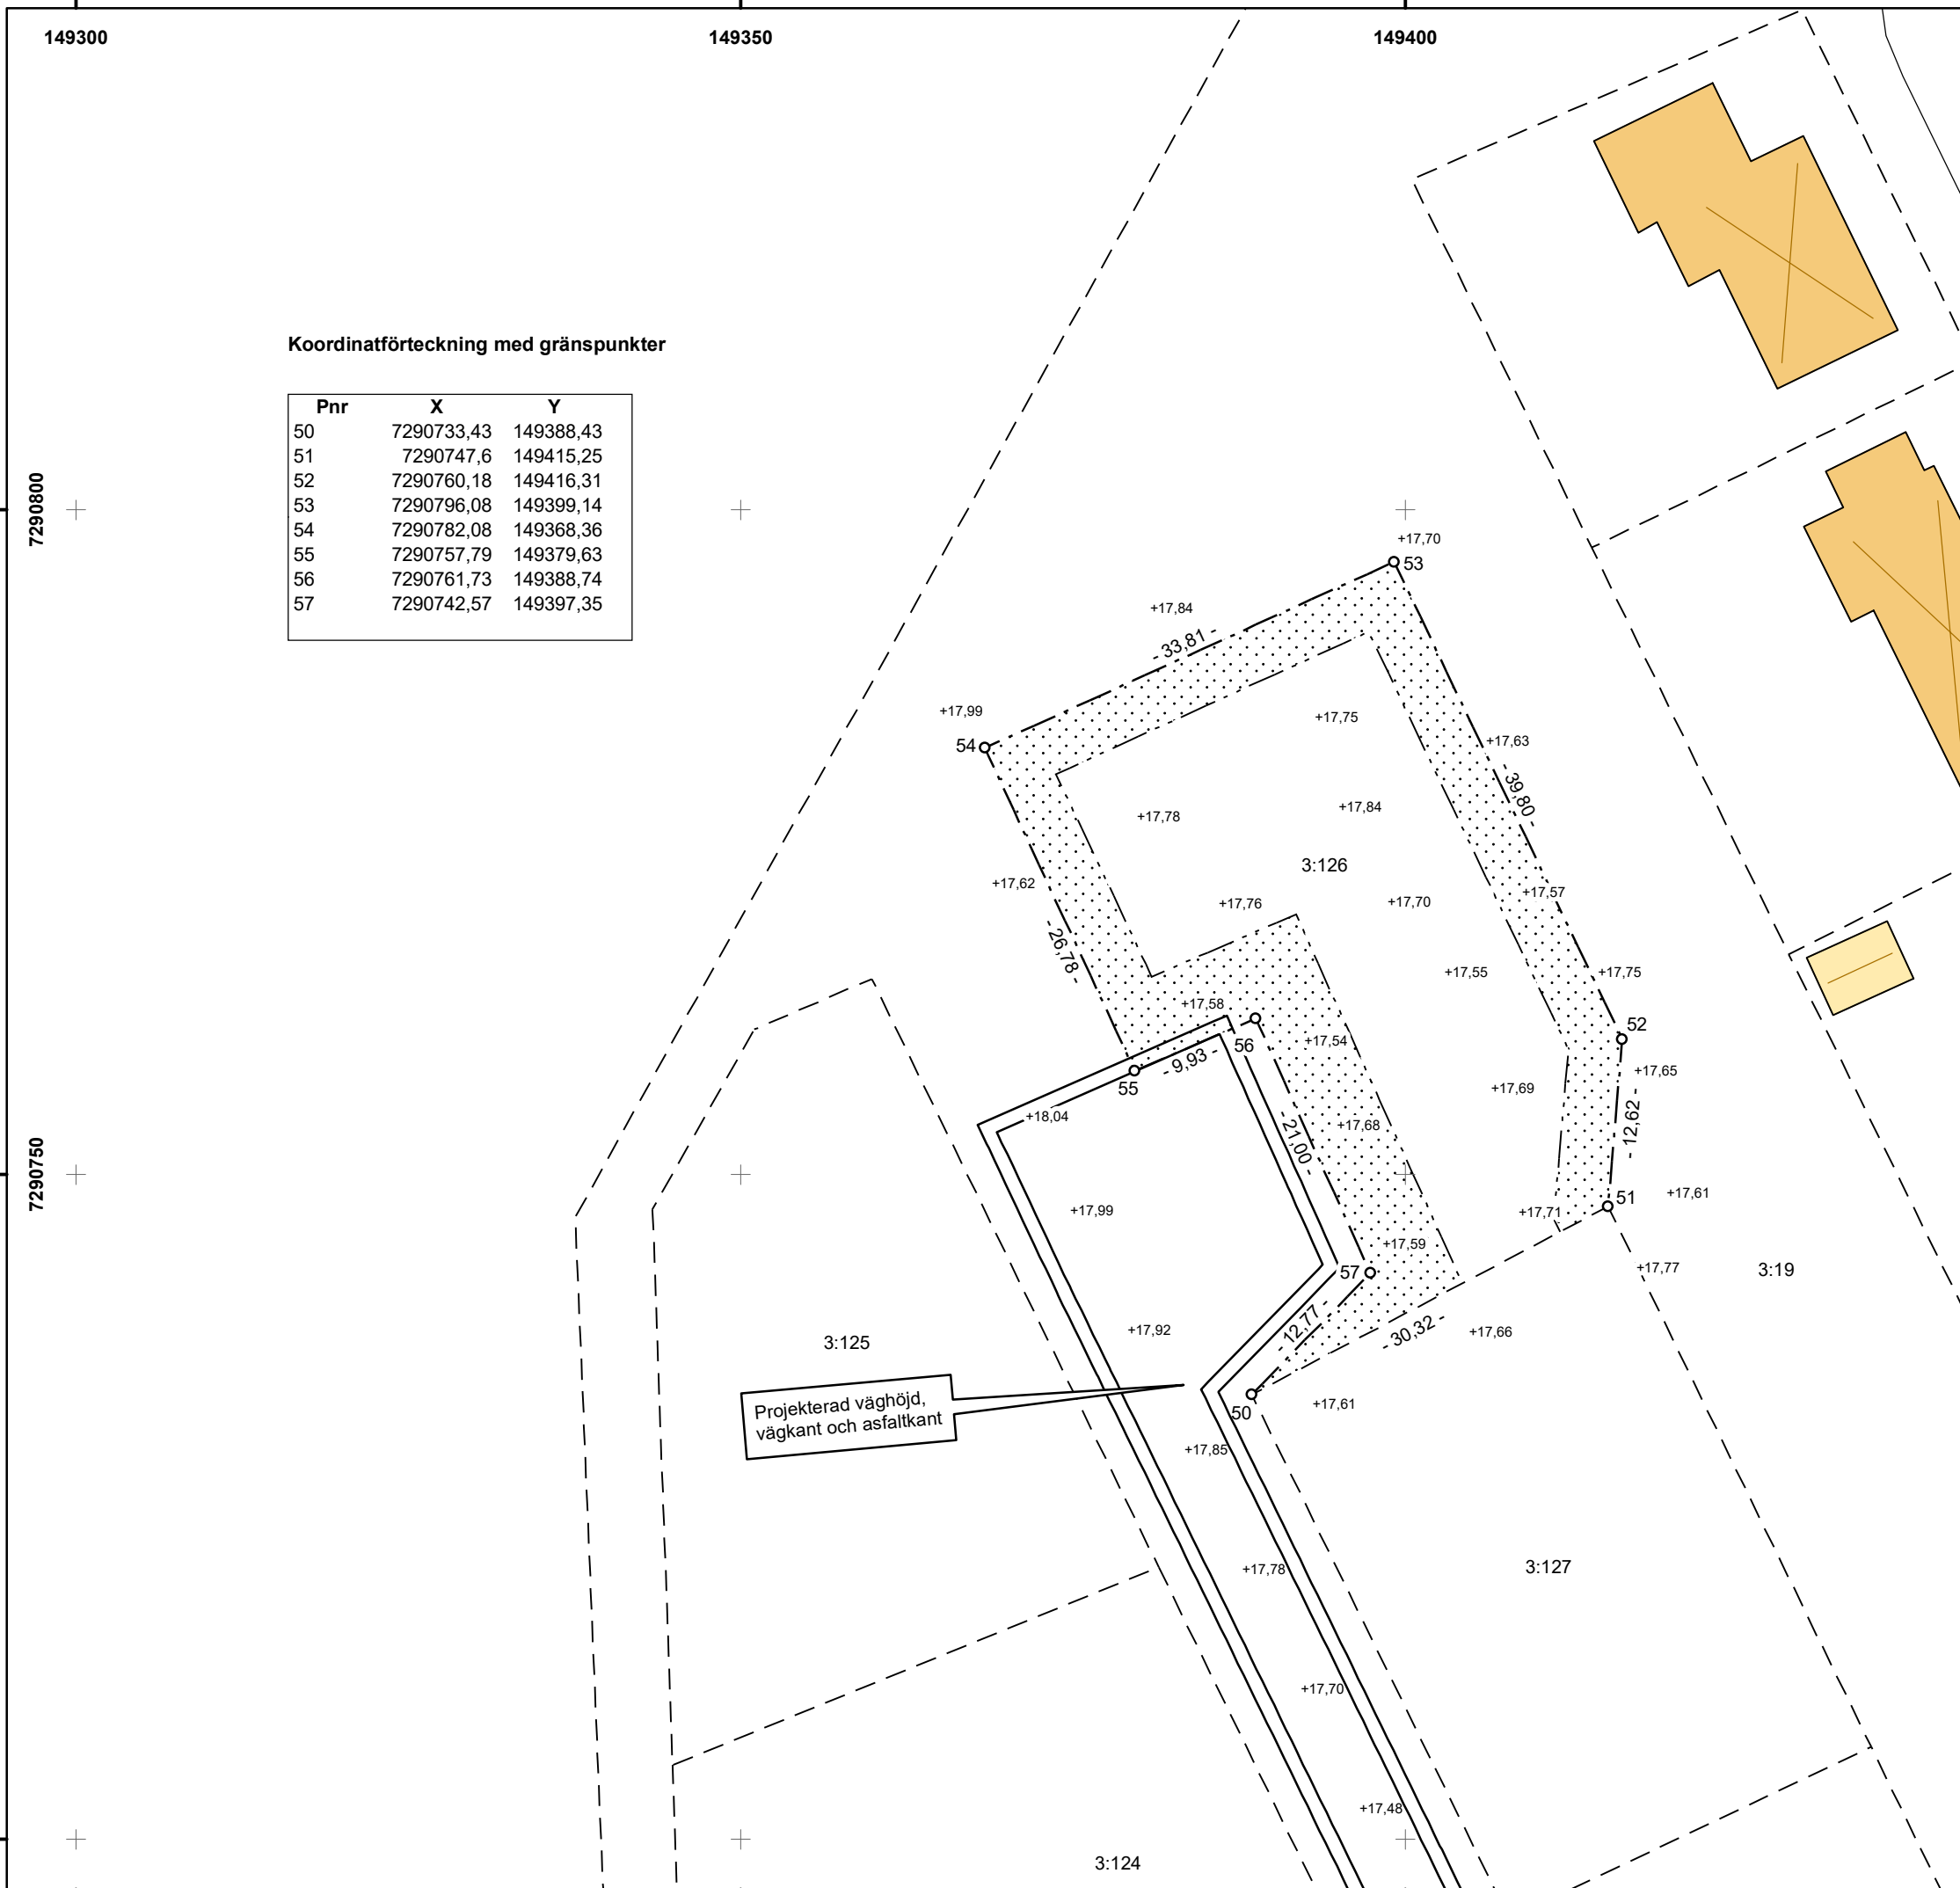 149300 149350 149400
Koordinatförteckning med gränspunkter
Pnr X Y
50 7290733,43 149388,43
51 7290747,6 149415,25
52 7290760,18 149416,31
53 7290796,08 149399,14
54 7290782,08 149368,36
55 7290757,79 149379,63
56 7290761,73 149388,74
57 7290742,57 149397,35
7290800
+17,70
53
+17,84
- 33,81 -
+17,99
54
+17,75
+17,63
- 39,80 -
+17,78
+17,84
3:126
+17,62
+17,57
+17,76
+17,70
- 26,78 -
+17,55
+17,75
+17,58
52
56
+17,54
- 9,93 -
+17,65
55
+17,69
+18,04
- 21,00 -
+17,68
- 12,62 -
7290750
+17,99
+17,71
51
+17,61
+17,59
57
+17,77
3:19
- 12,77 -
+17,92
- 30,32 -
+17,66
3:125
Projekterad väghöjd,
vägkant och asfaltkant
50
+17,61
+17,85
+17,78
3:127
+17,70
+17,48
3:124